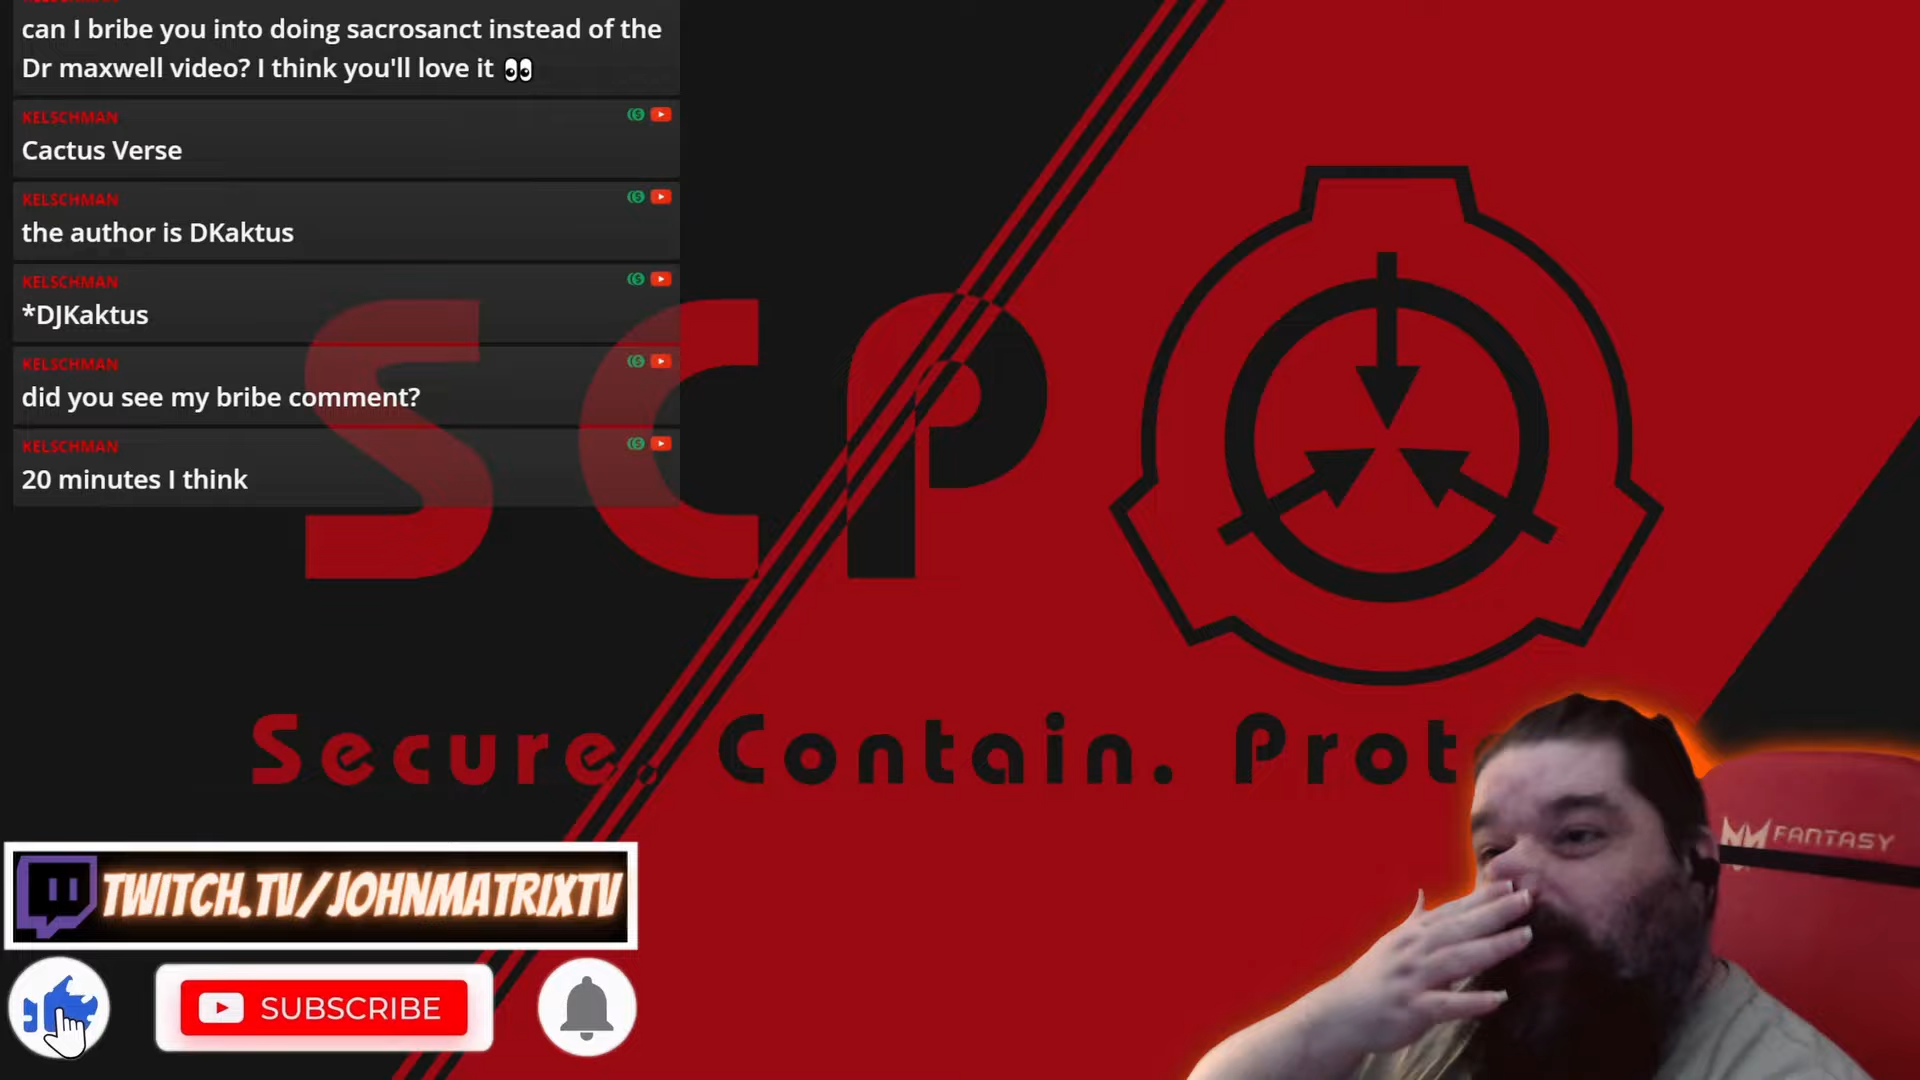 can I bribe you into doing sacrosanct instead of the
Dr maxwell video? I think you'll love it 👀
KELSCHMAN
Cactus Verse
KELSCHMAN
the author is DKaktus
KELSCHMAN
*DJKaktus
KELSCHMAN
did you see my bribe comment?
KELSCHMAN
20 minutes I think
SCP
Secure. Contain. Prot
FANTASY
TWITCH.TV/JOHNMATRIXTV
SUBSCRIBE